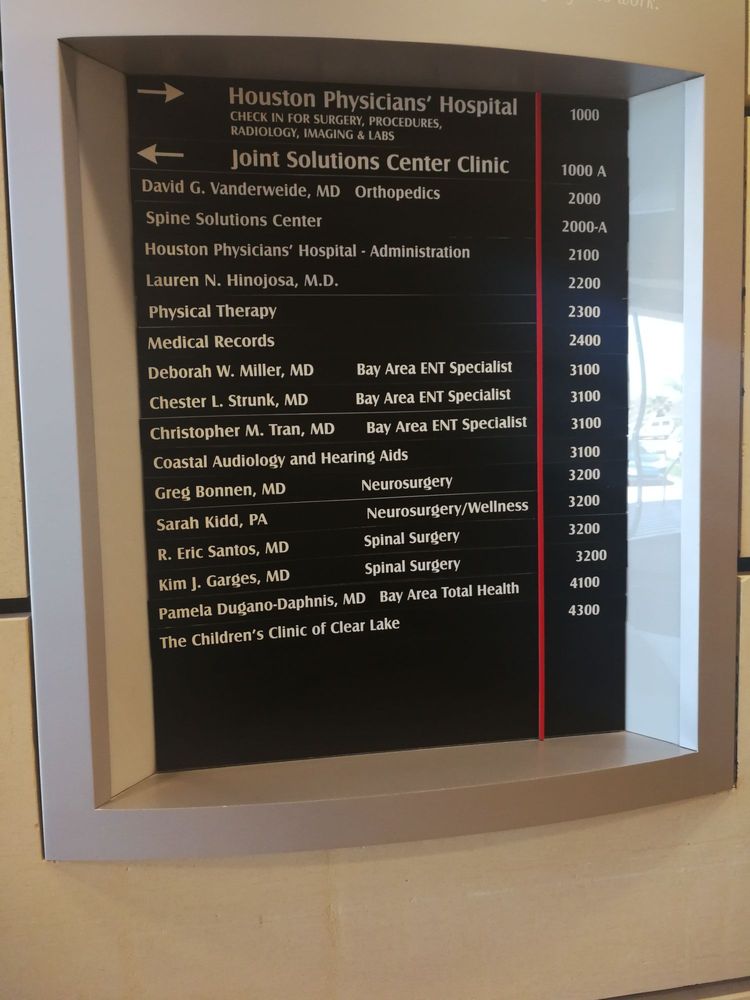 to work.
→ Houston Physicians' Hospital 1000
CHECK IN FOR SURGERY, PROCEDURES,
RADIOLOGY, IMAGING & LABS
← Joint Solutions Center Clinic 1000 A
David G. Vanderweide, MD Orthopedics 2000
Spine Solutions Center 2000-A
Houston Physicians' Hospital - Administration 2100
Lauren N. Hinojosa, M.D. 2200
Physical Therapy 2300
Medical Records 2400
Deborah W. Miller, MD Bay Area ENT Specialist 3100
Chester L. Strunk, MD Bay Area ENT Specialist 3100
Christopher M. Tran, MD Bay Area ENT Specialist 3100
Coastal Audiology and Hearing Aids 3100
Greg Bonnen, MD Neurosurgery 3200
Sarah Kidd, PA Neurosurgery/Wellness 3200
R. Eric Santos, MD Spinal Surgery 3200
Kim J. Garges, MD Spinal Surgery 3200
Pamela Dugano-Daphnis, MD Bay Area Total Health 4100
The Children's Clinic of Clear Lake 4300